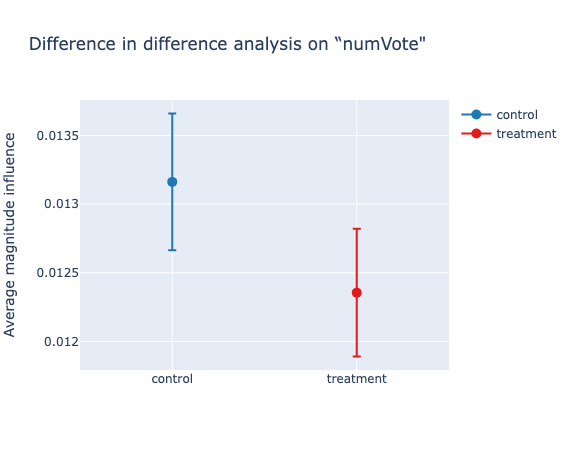 Difference in difference analysis on “numVote"
control
treatment
Average magnitude influence
0.0135
0.013
0.0125
0.012
control
treatment